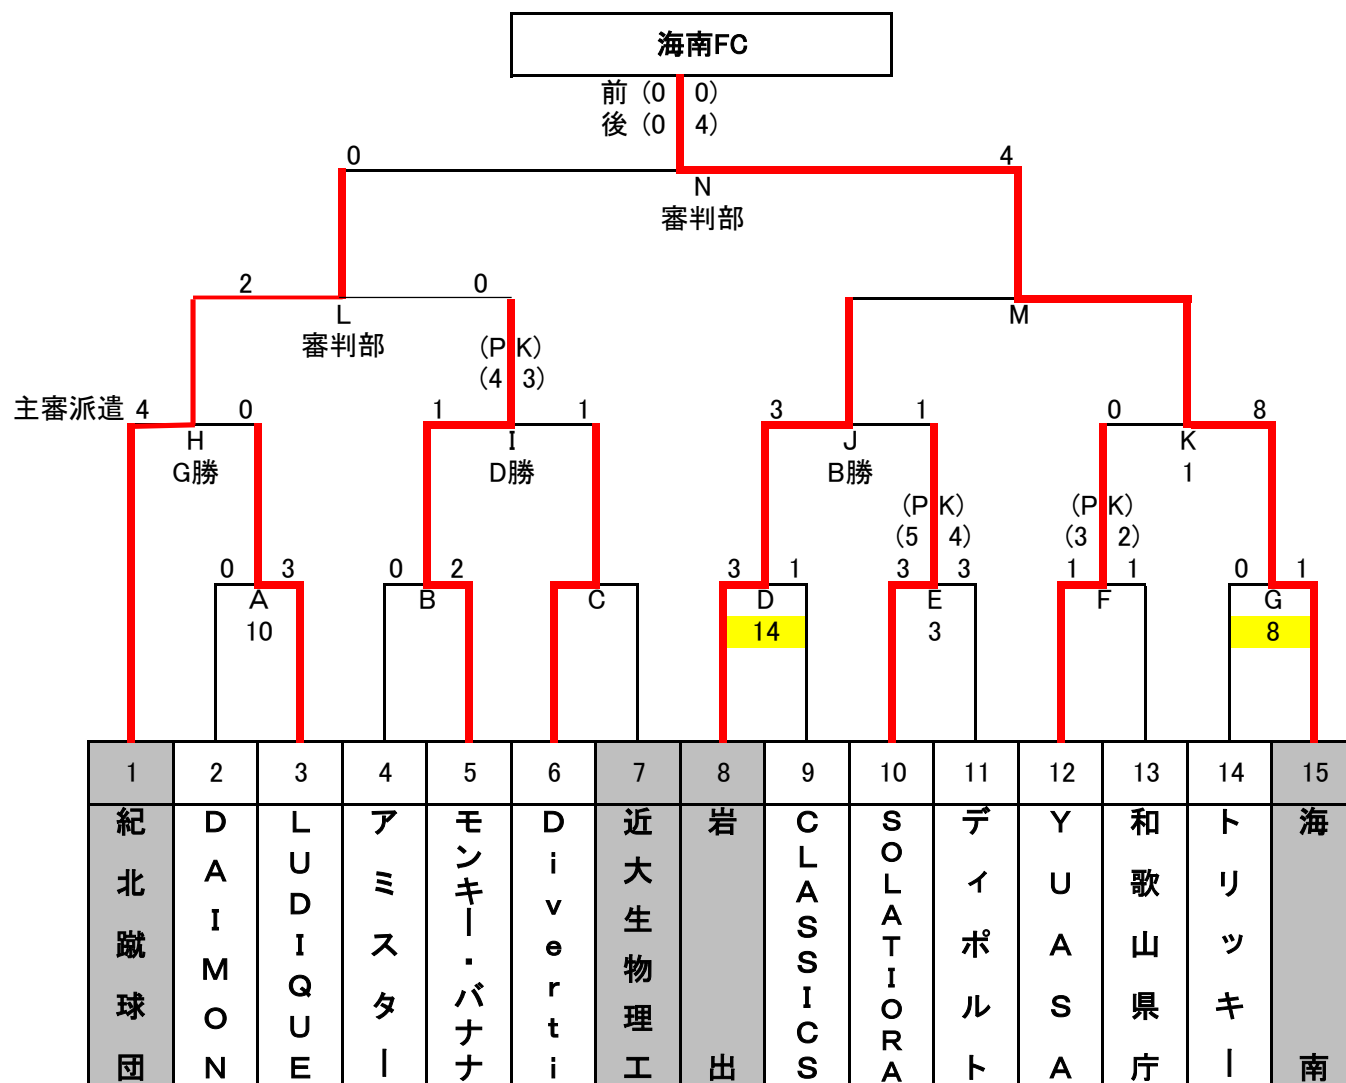 海南FC
前 (0 0)
後 (0 4)
0 4
N
審判部
2 0
L
審判部
M
(PK)
(4 3)
主審派遣 4 0 1 1 3 1 0 8
H I J K
G勝 D勝 B勝 1
(PK) (PK)
(5 4) (3 2)
0 3 0 2 3 1 3 3 1 1 0 1
A B C D E F G
10 14 3 8
1 2 3 4 5 6 7 8 9 10 11 12 13 14 15
紀北蹴球団
DAIMON
LUDIQUE
アミスター
モンキー・バナナ
Diverti
近大生物理工
岩出
CLASSICS
SOLATIORA
ディポルト
YUASA
和歌山県庁
トリッキー
海南